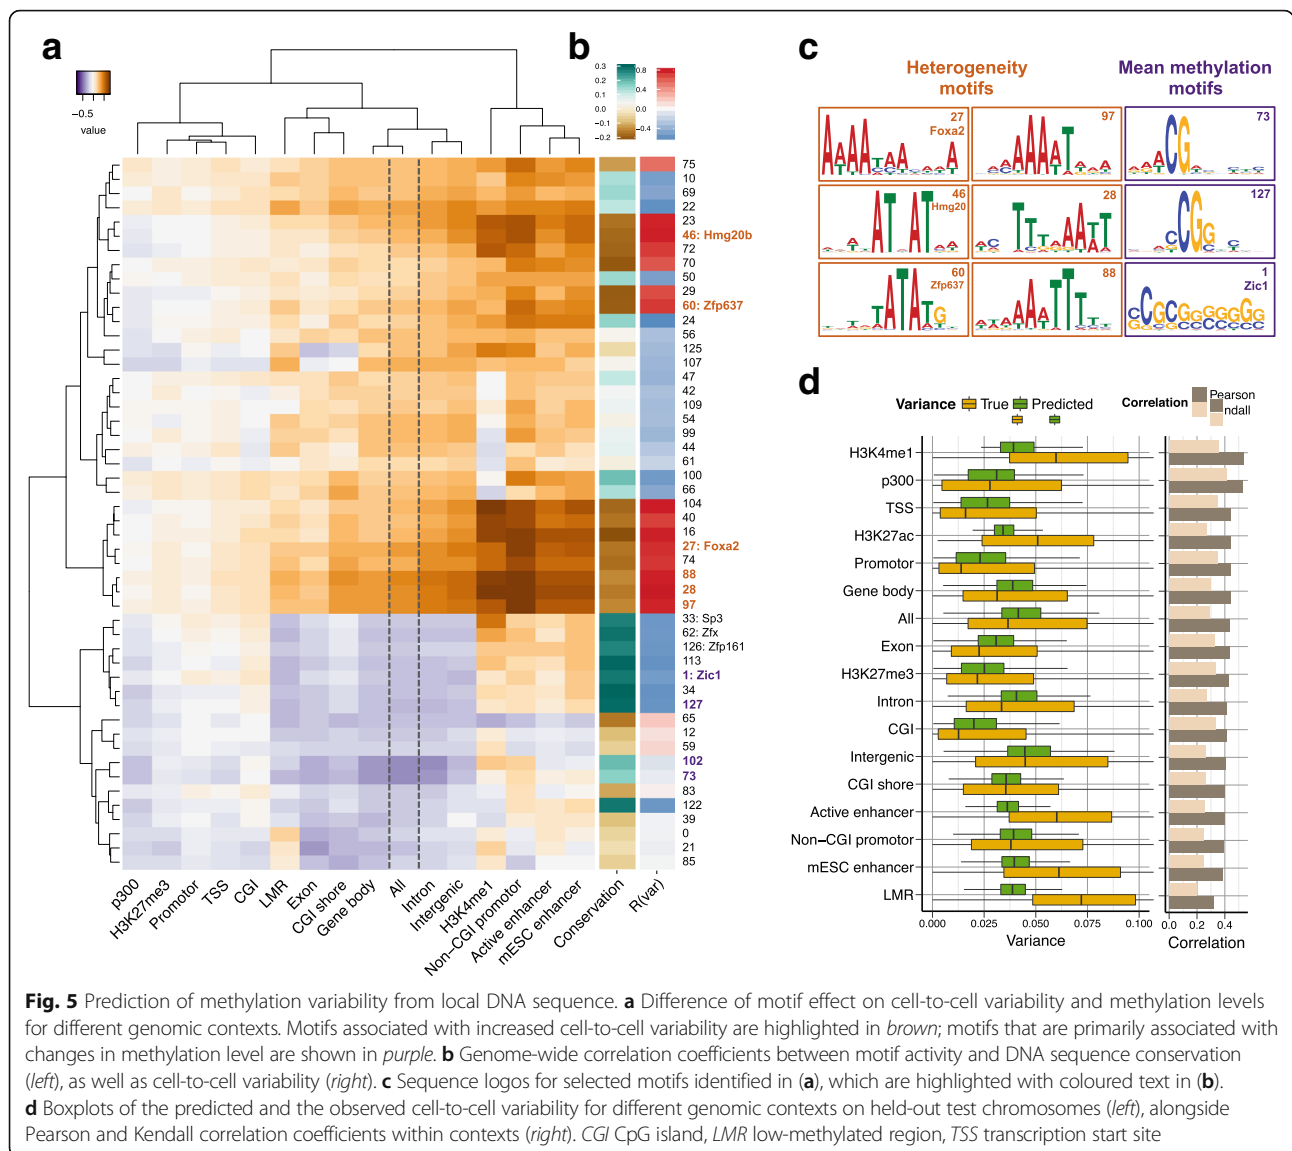 a
b
c
d
−0.5
value
0.3
0.2
0.1
0.0
−0.1
−0.2
0.8
0.4
0.0
−0.4
75
10
69
22
23
46: Hmg20b
72
70
50
29
60: Zfp637
24
56
125
107
47
42
109
54
99
44
61
100
66
104
40
16
27: Foxa2
74
88
28
97
33: Sp3
62: Zfx
126: Zfp161
113
1: Zic1
34
127
65
12
59
102
73
83
122
39
0
21
85
p300
H3K27me3
Promotor
TSS
CGI
LMR
Exon
CGI shore
Gene body
All
Intron
Intergenic
H3K4me1
Non−CGI promotor
Active enhancer
mESC enhancer
Conservation
R(var)
Heterogeneity
motifs
Mean methylation
motifs
27
Foxa2
97
73
46
Hmg20
28
127
60
Zfp637
88
1
Zic1
Variance True Predicted
Correlation Pearson
ndall
H3K4me1
p300
TSS
H3K27ac
Promotor
Gene body
All
Exon
H3K27me3
Intron
CGI
Intergenic
CGI shore
Active enhancer
Non−CGI promotor
mESC enhancer
LMR
0.000 0.025 0.050 0.075 0.100
Variance
0.0 0.2 0.4
Correlation
Fig. 5 Prediction of methylation variability from local DNA sequence. a Difference of motif effect on cell-to-cell variability and methylation levels
for different genomic contexts. Motifs associated with increased cell-to-cell variability are highlighted in brown; motifs that are primarily associated with
changes in methylation level are shown in purple. b Genome-wide correlation coefficients between motif activity and DNA sequence conservation
(left), as well as cell-to-cell variability (right). c Sequence logos for selected motifs identified in (a), which are highlighted with coloured text in (b).
d Boxplots of the predicted and the observed cell-to-cell variability for different genomic contexts on held-out test chromosomes (left), alongside
Pearson and Kendall correlation coefficients within contexts (right). CGI CpG island, LMR low-methylated region, TSS transcription start site